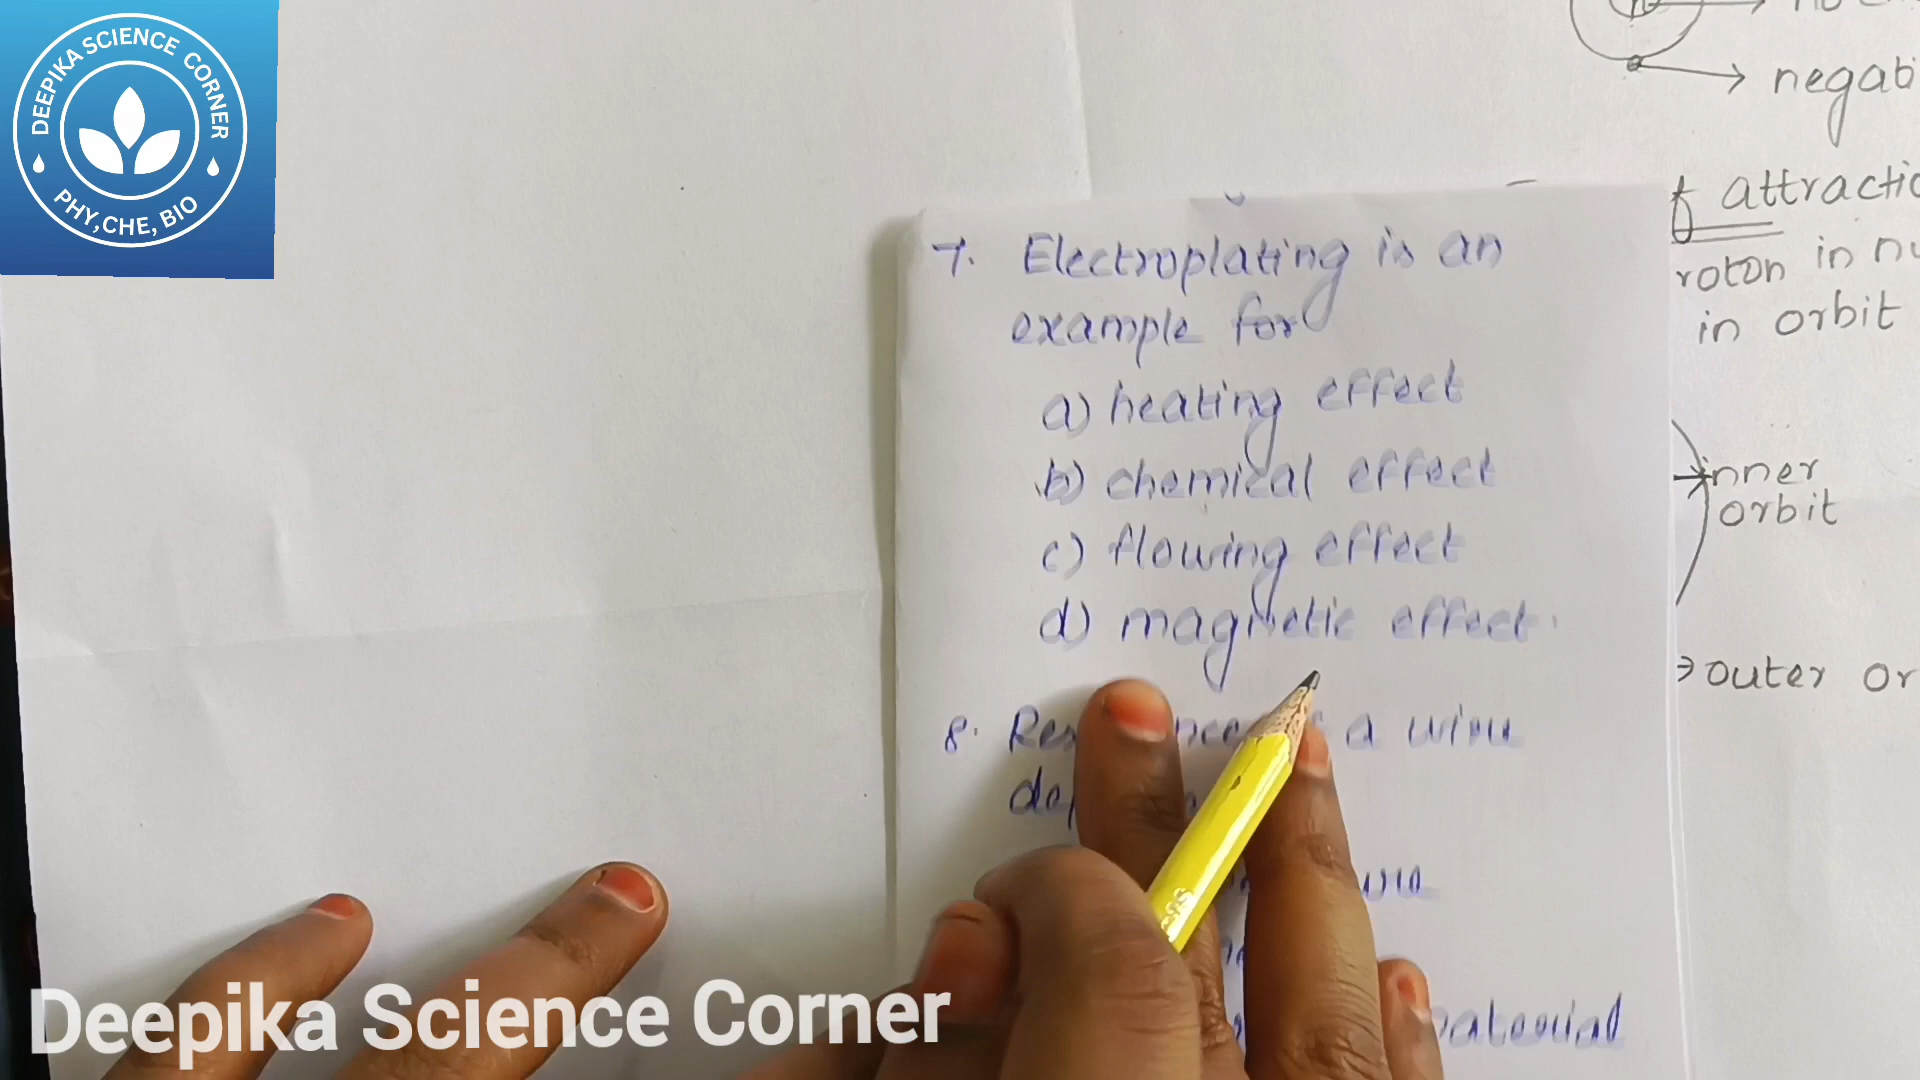 DEEPIKA SCIENCE CORNER
PHY,CHE, BIO
negati
f attractio
roton in nu
in orbit
inner
orbit
outer or
7. Electroplating is an
example for
a) heating effect
b) chemical effect
c) flowing effect
d) magnetic effect
8. a wire
material
Deepika Science Corner